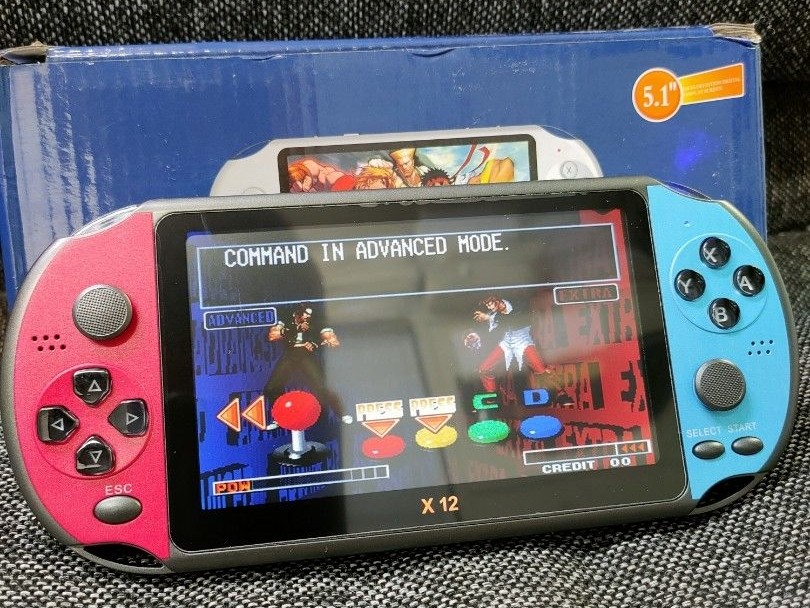 5.1"
COMMAND IN ADVANCED MODE.
EXTRA
ADVANCED
PRESS
PRESS
C
D
POW
CREDIT 00
X 12
X
Y
A
B
SELECT START
ESC
X